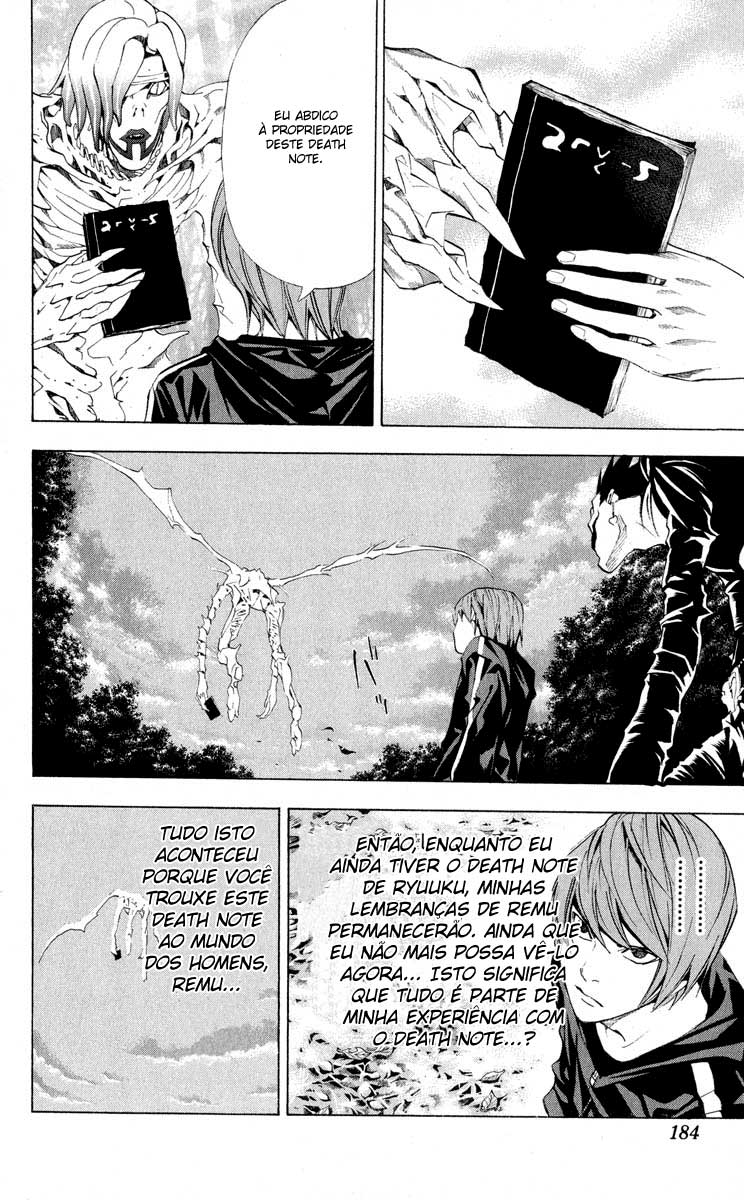 EU ABDICO
À PROPRIEDADE
DESTE DEATH
NOTE.
ENTÃO, ENQUANTO EU
AINDA TIVER O DEATH NOTE
DE RYUUKU, MINHAS
LEMBRANÇAS DE REMU
PERMANECERÃO. AINDA QUE
EU NÃO MAIS POSSA VÊ-LO
AGORA... ISTO SIGNIFICA
QUE TUDO É PARTE DE
MINHA EXPERIÊNCIA COM
O DEATH NOTE...?
TUDO ISTO
ACONTECEU
PORQUE VOCÊ
TROUXE ESTE
DEATH NOTE
AO MUNDO
DOS HOMENS,
REMU...
184